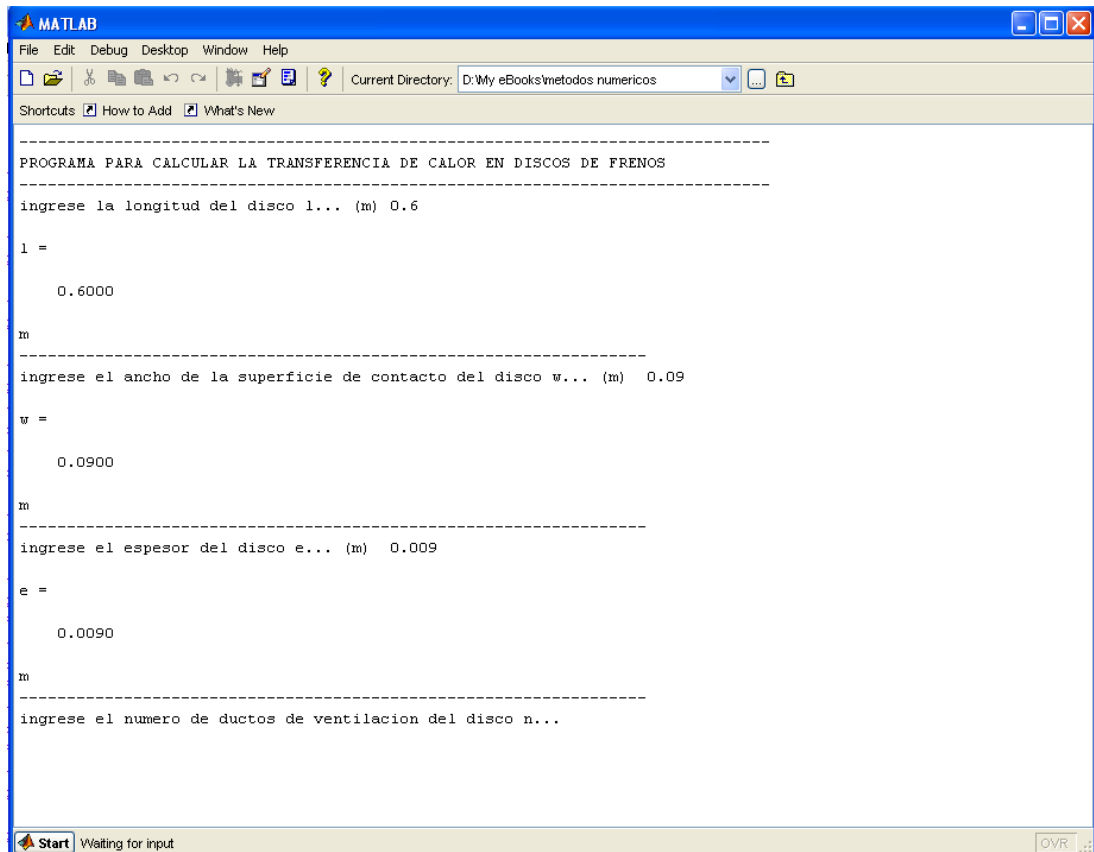 MATLAB
File Edit Debug Desktop Window Help
Current Directory: D:\My eBooks\metodos numericos ...
Shortcuts How to Add What's New
------------------------------------------------------------------------------
PROGRAMA PARA CALCULAR LA TRANSFERENCIA DE CALOR EN DISCOS DE FRENOS
------------------------------------------------------------------------------
ingrese la longitud del disco l... (m) 0.6
l =
0.6000
m
-----------------------------------------------------------------
ingrese el ancho de la superficie de contacto del disco w... (m)  0.09
w =
0.0900
m
-----------------------------------------------------------------
ingrese el espesor del disco e... (m)  0.009
e =
0.0090
m
-----------------------------------------------------------------
ingrese el numero de ductos de ventilacion del disco n...
Start Waiting for input OVR